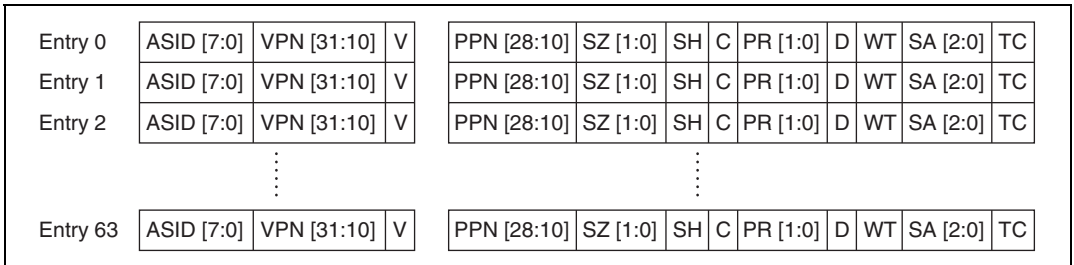 Entry 0 ASID [7:0] VPN [31:10] V PPN [28:10] SZ [1:0] SH C PR [1:0] D WT SA [2:0] TC
Entry 1 ASID [7:0] VPN [31:10] V PPN [28:10] SZ [1:0] SH C PR [1:0] D WT SA [2:0] TC
Entry 2 ASID [7:0] VPN [31:10] V PPN [28:10] SZ [1:0] SH C PR [1:0] D WT SA [2:0] TC
Entry 63 ASID [7:0] VPN [31:10] V PPN [28:10] SZ [1:0] SH C PR [1:0] D WT SA [2:0] TC